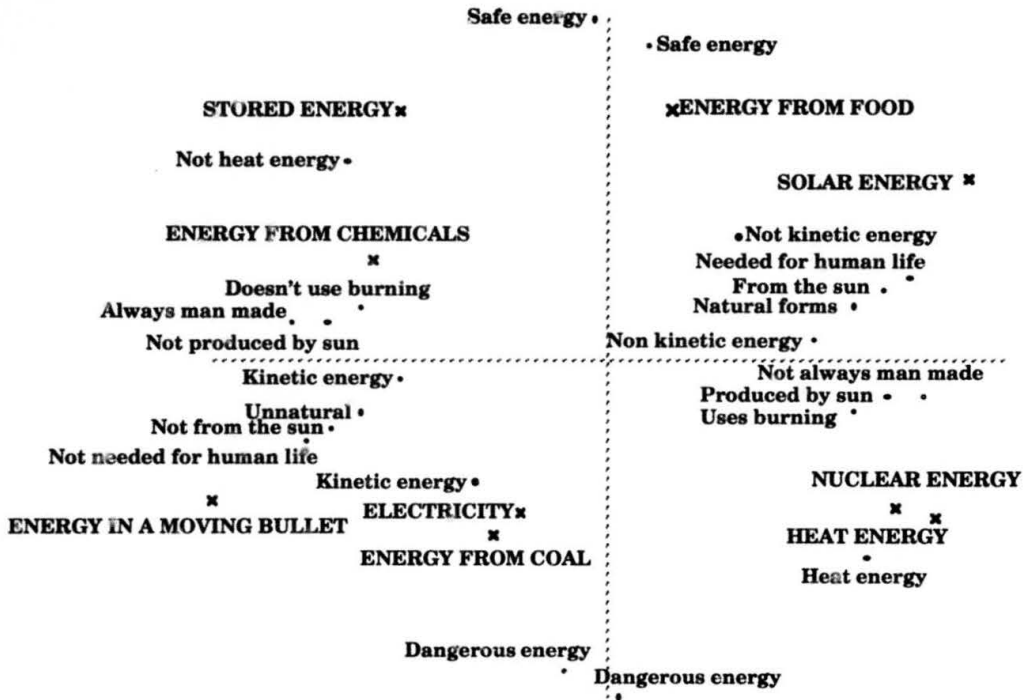 Safe energy
Safe energy
STORED ENERGY
ENERGY FROM FOOD
Not heat energy
SOLAR ENERGY
ENERGY FROM CHEMICALS
Not kinetic energy
Needed for human life
Doesn't use burning
From the sun
Always man made
Natural forms
Not produced by sun
Non kinetic energy
Kinetic energy
Not always man made
Produced by sun
Unnatural
Uses burning
Not from the sun
Not needed for human life
Kinetic energy
NUCLEAR ENERGY
ELECTRICITY
ENERGY IN A MOVING BULLET
HEAT ENERGY
ENERGY FROM COAL
Heat energy
Dangerous energy
Dangerous energy